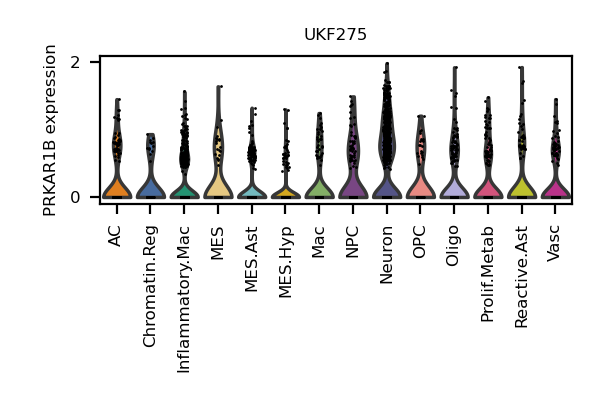 UKF275
PRKAR1B expression
2
0
AC
Chromatin.Reg
Inflammatory.Mac
MES
MES.Ast
MES.Hyp
Mac
NPC
Neuron
OPC
Oligo
Prolif.Metab
Reactive.Ast
Vasc